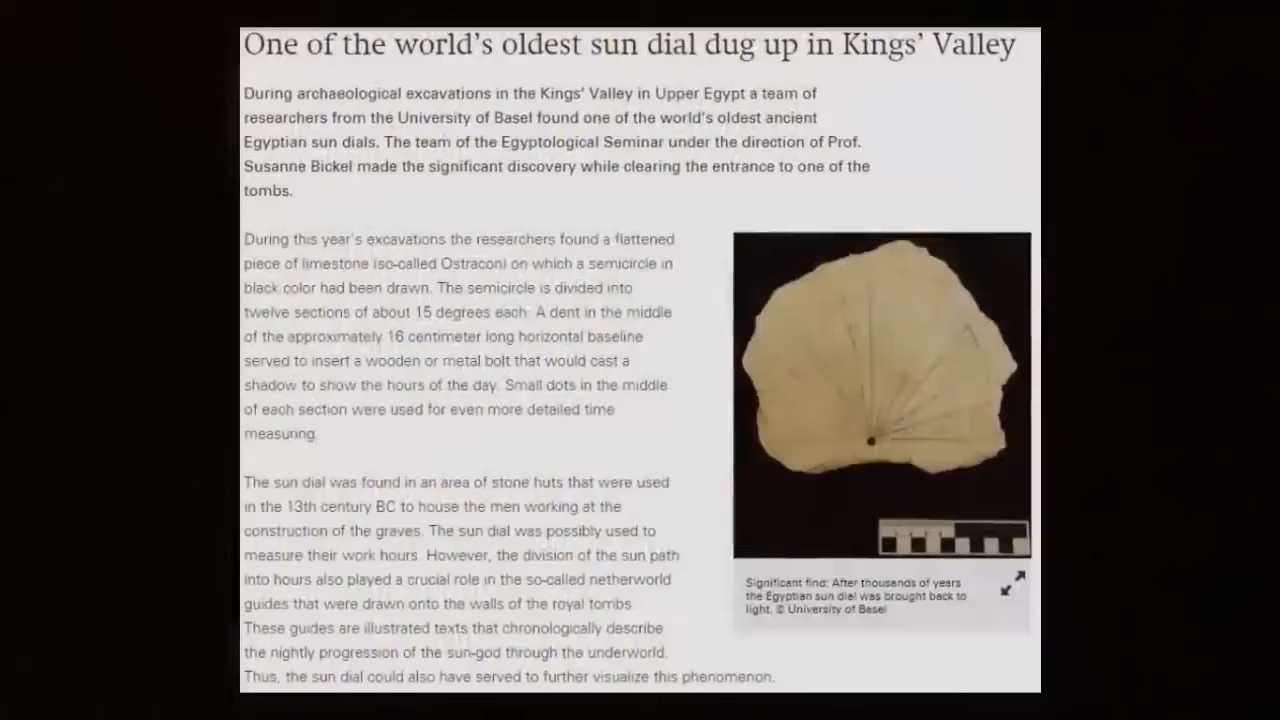 One of the world's oldest sun dial dug up in Kings' Valley
During archaeological excavations in the Kings' Valley in Upper Egypt a team of
researchers from the University of Basel found one of the world's oldest ancient
Egyptian sun dials. The team of the Egyptological Seminar under the direction of Prof.
Susanne Bickel made the significant discovery while clearing the entrance to one of the
tombs.
During this year's excavations the researchers found a flattened
piece of limestone (so-called Ostracon) on which a semicircle in
black color had been drawn. The semicircle is divided into
twelve sections of about 15 degrees each. A dent in the middle
of the approximately 16 centimeter long horizontal baseline
served to insert a wooden or metal bolt that would cast a
shadow to show the hours of the day. Small dots in the middle
of each section were used for even more detailed time
measuring.
The sun dial was found in an area of stone huts that were used
in the 13th century BC to house the men working at the
construction of the graves. The sun dial was possibly used to
measure their work hours. However, the division of the sun path
into hours also played a crucial role in the so-called netherworld
guides that were drawn onto the walls of the royal tombs.
These guides are illustrated texts that chronologically describe
the nightly progression of the sun-god through the underworld.
Thus, the sun dial could also have served to further visualize this phenomenon.
Significant find: After thousands of years
the Egyptian sun dial was brought back to
light. © University of Basel